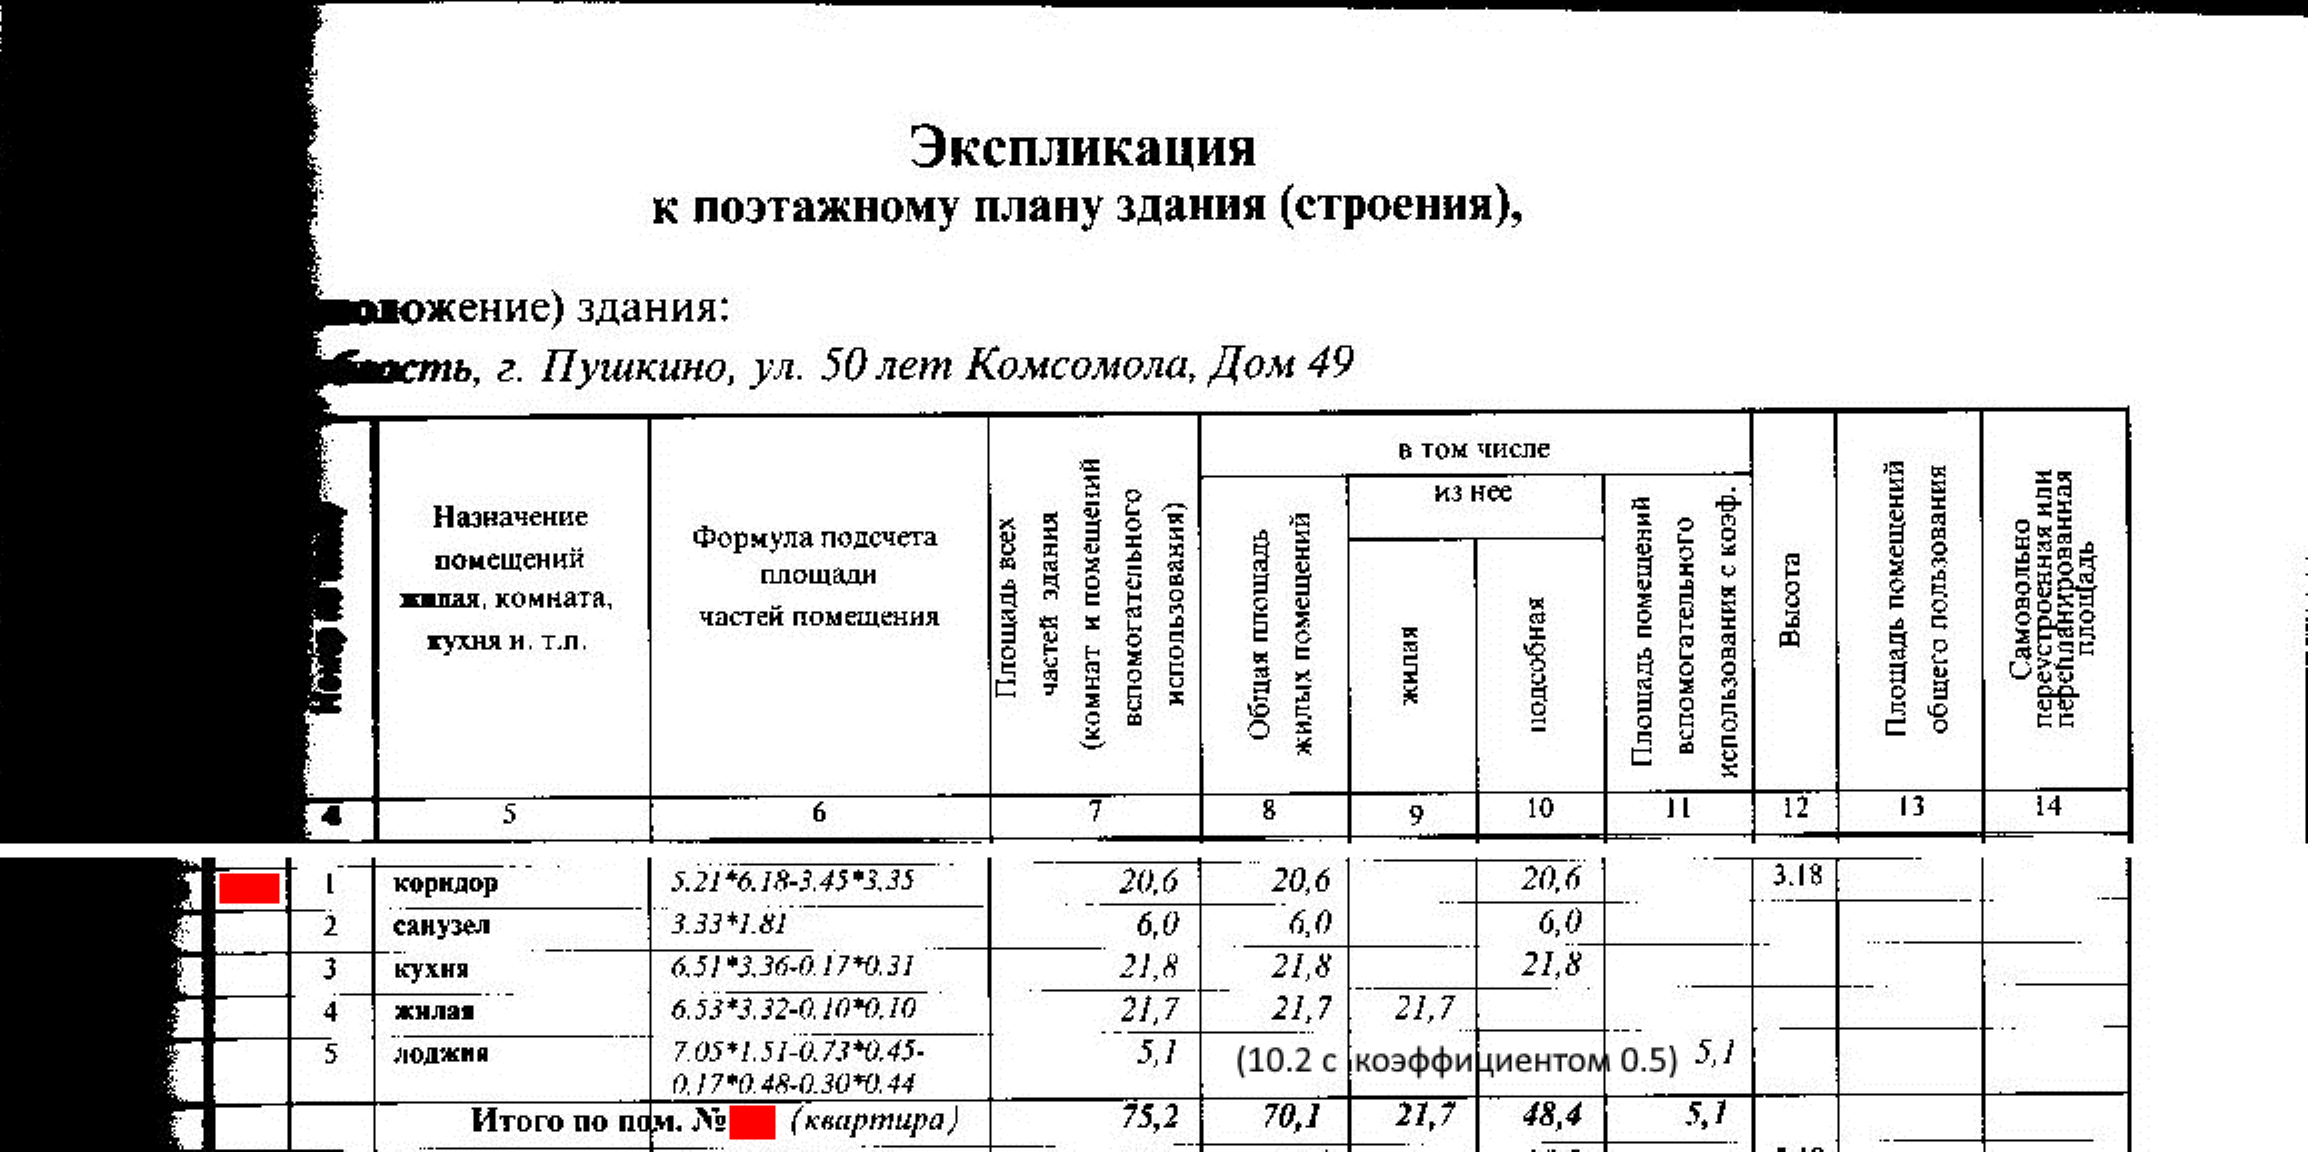 Экспликация
к поэтажному плану здания (строения),
оложение) здания:
бласть, г. Пушкино, ул. 50 лет Комсомола, Дом 49
Назначение
помещений
жилая, комната,
кухня и. т.п.
Формула подсчета
площади
частей помещения
Площадь всех
частей здания
(комнат и помещений
вспомогательного
использования)
в том числе
Общая площадь
жилых помещений
из нее
жилая
подсобная
Площадь помещений
вспомогательного
использования с коэф.
Высота
Площадь помещений
общего пользования
Самовольно
переустроенная или
перепланированная
площадь
4 5 6 7 8 9 10 11 12 13 14
1 коридор 5.21*6.18-3.45*3.35 20,6 20,6 20,6 3.18
2 санузел 3.33*1.81 6,0 6,0 6,0
3 кухня 6.51*3.36-0.17*0.31 21,8 21,8 21,8
4 жилая 6.53*3.32-0.10*0.10 21,7 21,7 21,7
5 лоджия 7.05*1.51-0.73*0.45- 5,1 (10.2 с коэффициентом 0.5) 5,1
0.17*0.48-0.30*0.44
Итого по пом. № (квартира) 75,2 70,1 21,7 48,4 5,1